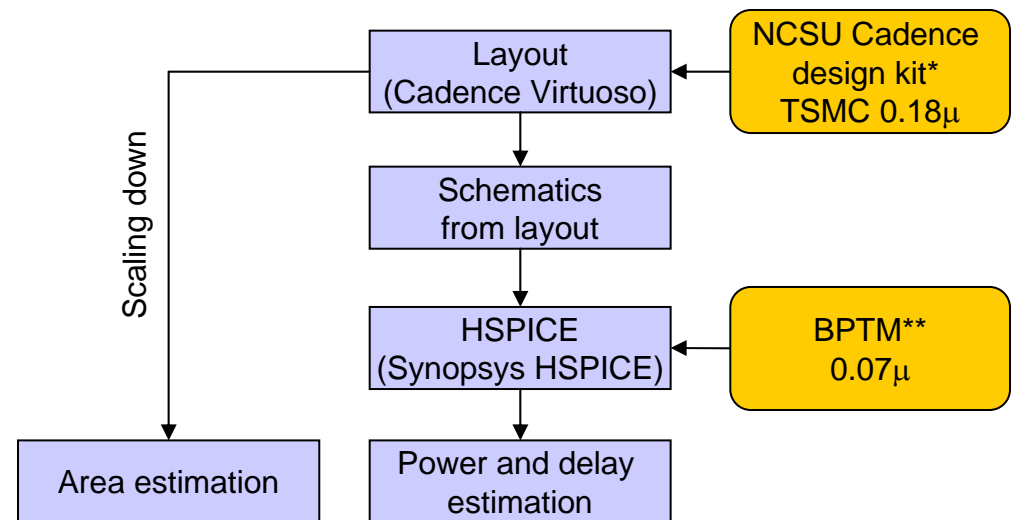 Layout
(Cadence Virtuoso)
NCSU Cadence
design kit*
TSMC 0.18μ
Scaling down
Schematics
from layout
HSPICE
(Synopsys HSPICE)
BPTM**
0.07μ
Area estimation
Power and delay
estimation